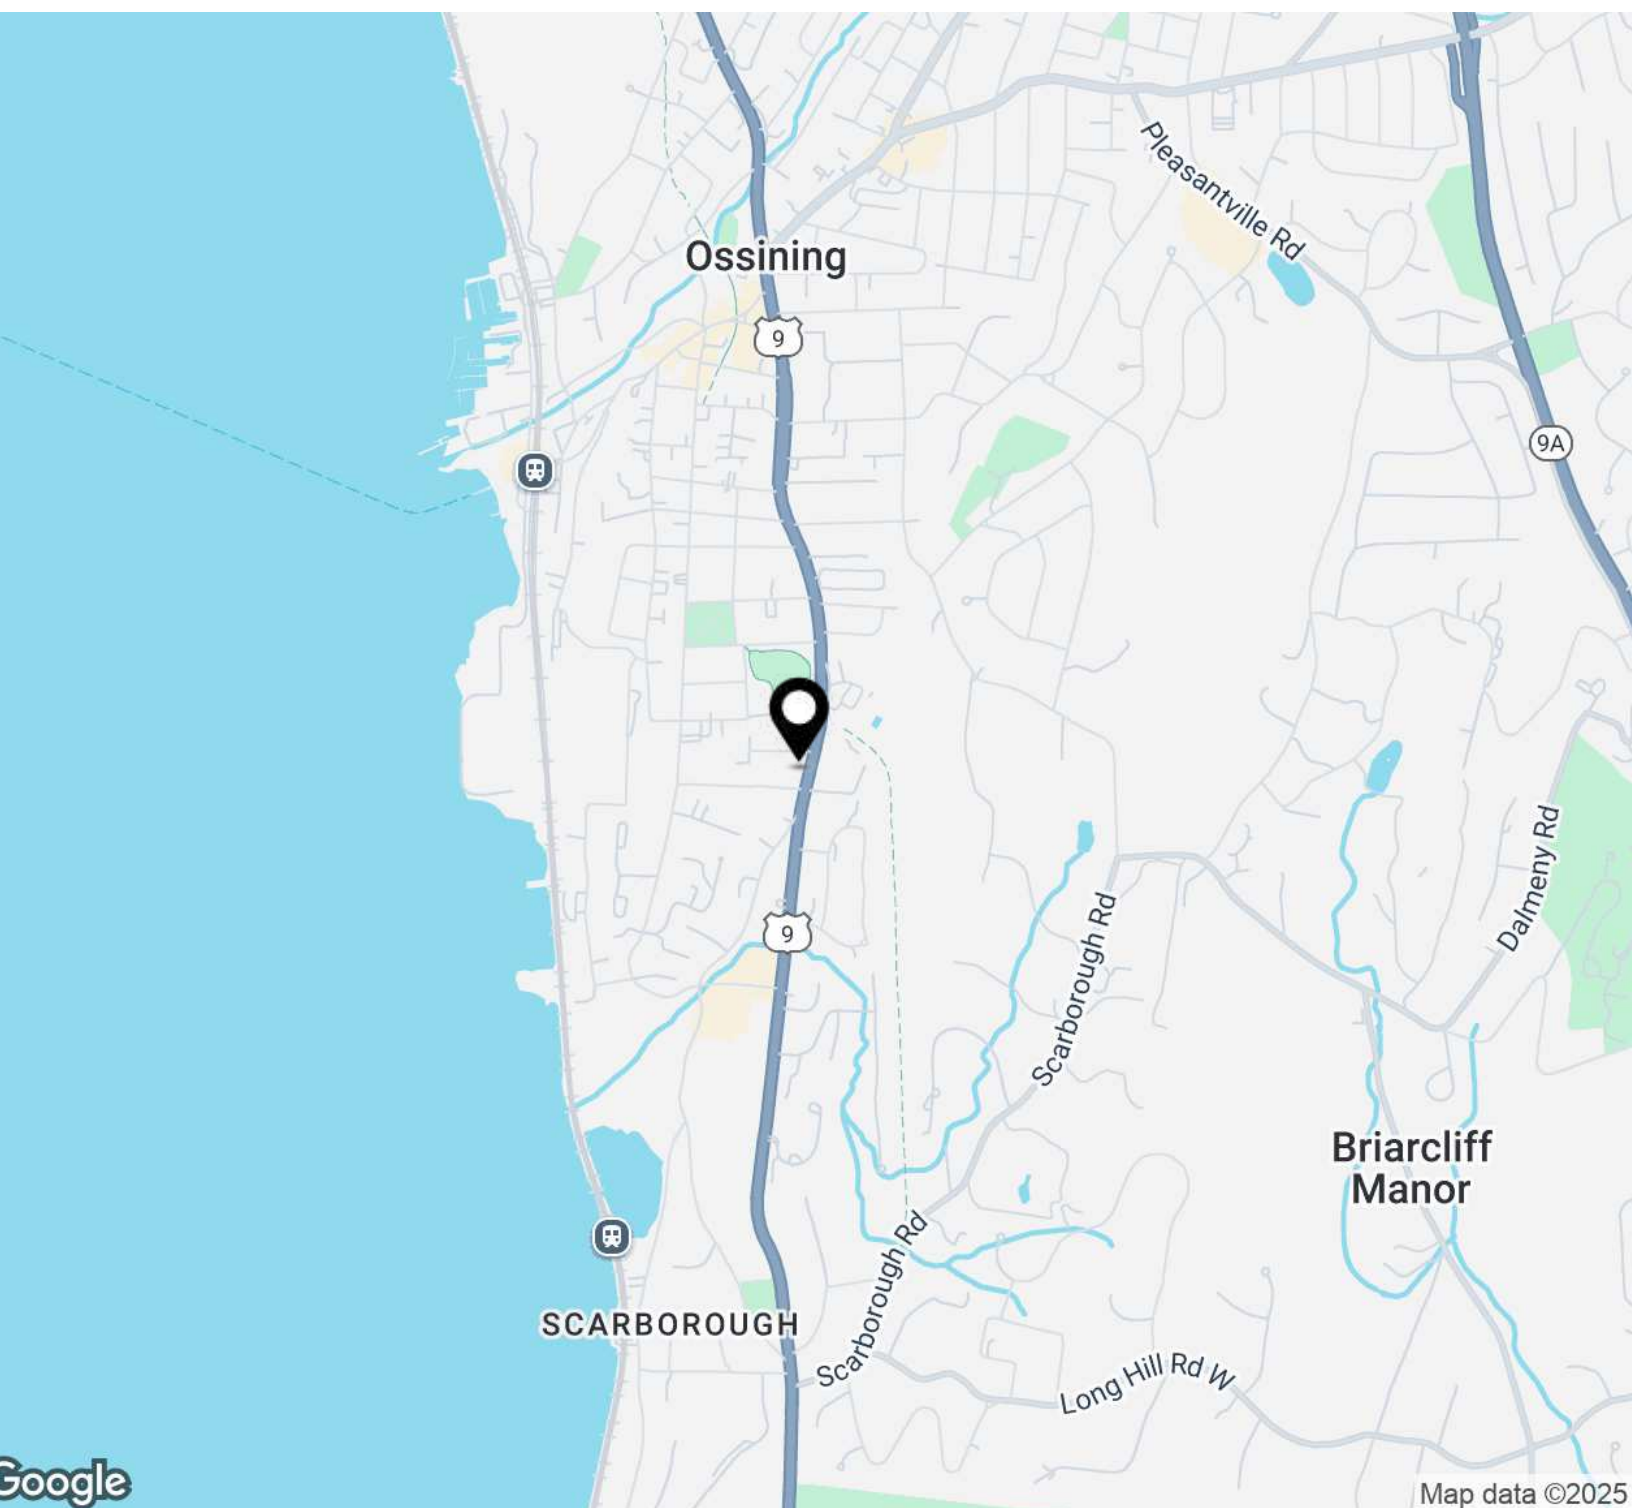 Pleasantville Rd
Ossining
9
9A
Dalmeny Rd
9
Scarborough Rd
Briarcliff
Manor
Scarborough Rd
SCARBOROUGH
Long Hill Rd W
Google
Map data ©2025